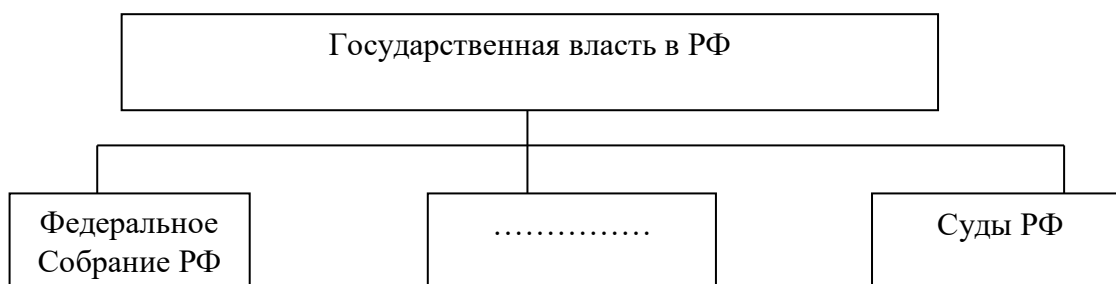 Государственная власть в РФ
Федеральное
Собрание РФ
……………
Суды РФ